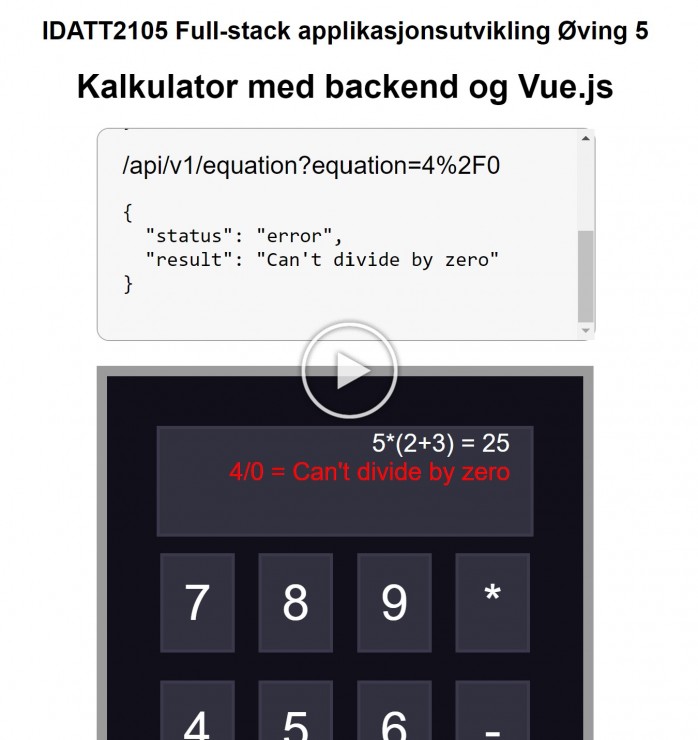 IDATT2105 Full-stack applikasjonsutvikling Øving 5
Kalkulator med backend og Vue.js
/api/v1/equation?equation=4%2F0
{
"status": "error",
"result": "Can't divide by zero"
}
5*(2+3) = 25
4/0 = Can't divide by zero
7 8 9 *
4 5 6 -